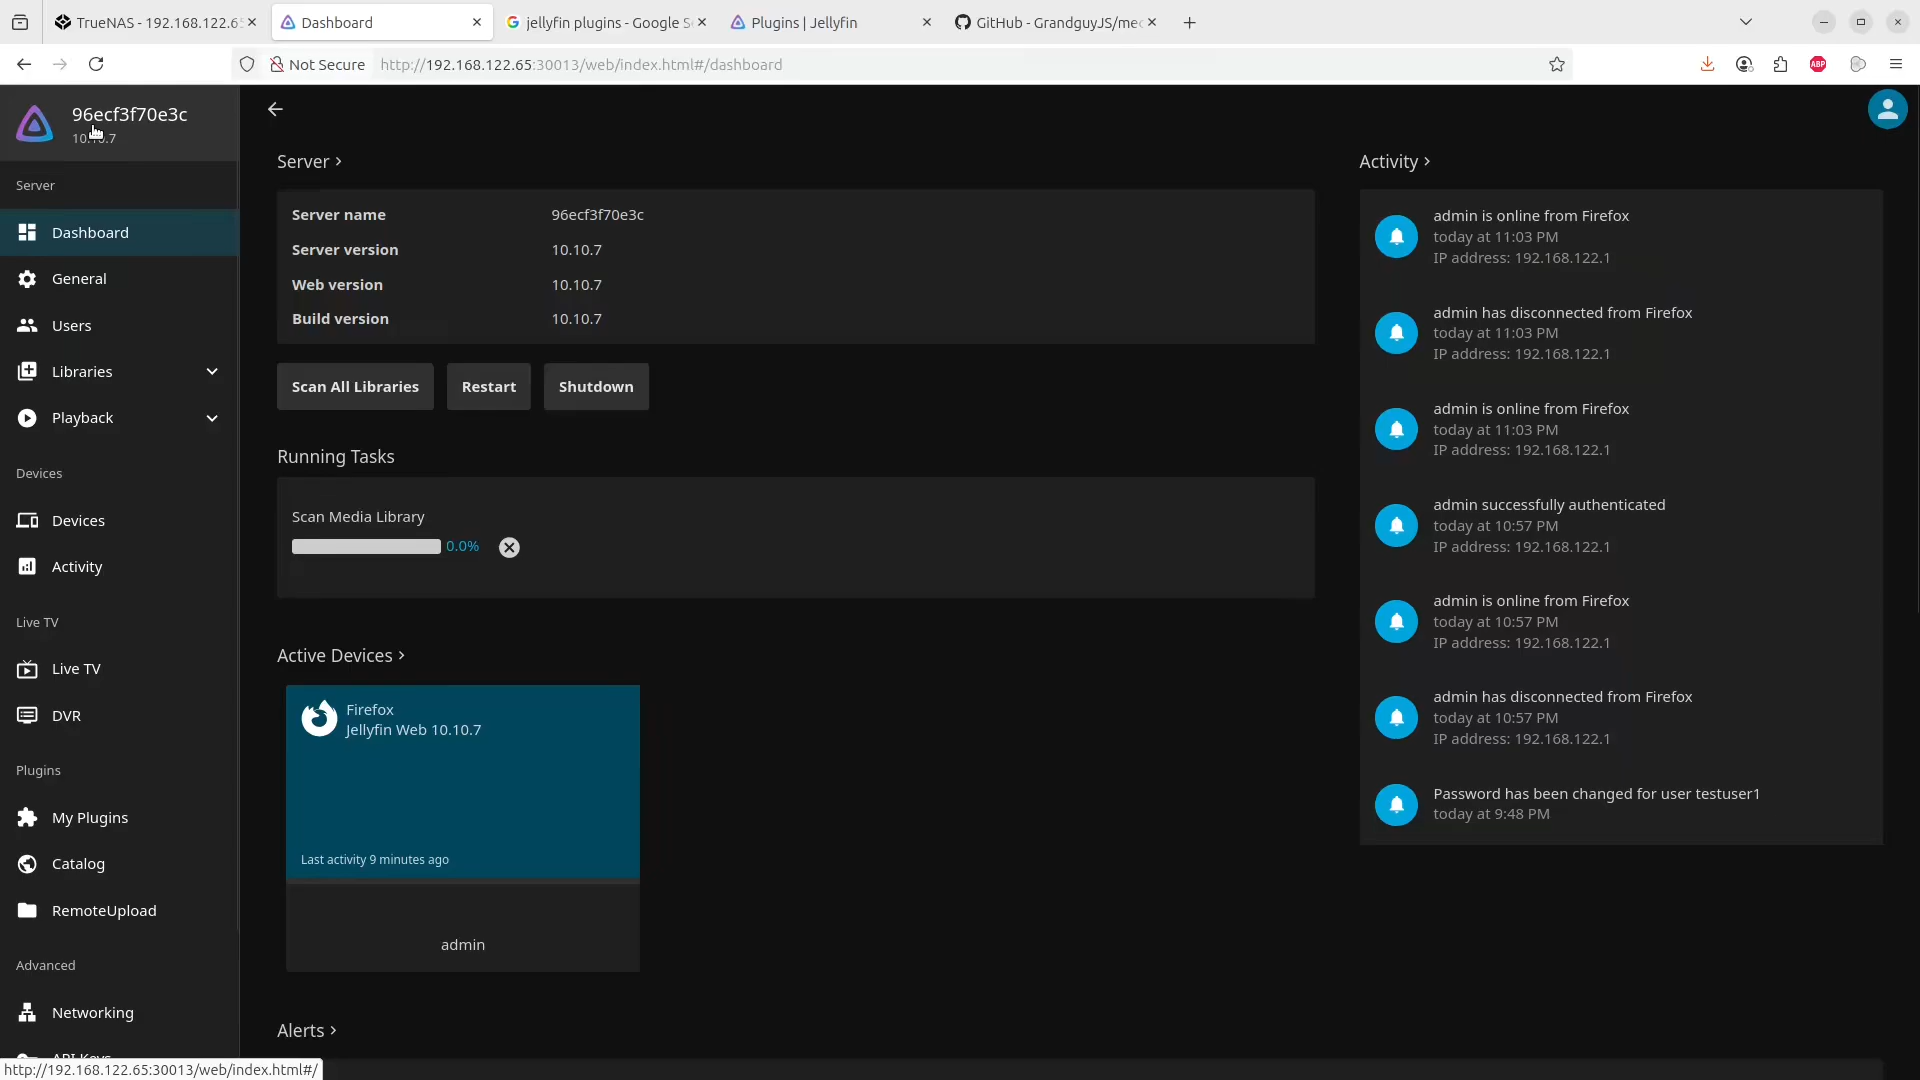 TrueNAS - 192.168.122.6
Dashboard
jellyfin plugins - Google S
Plugins | Jellyfin
GitHub - GrandguyJS/me
Not Secure
http://192.168.122.65:30013/web/index.html#/dashboard
ABP
96ecf3f70e3c
10.10.7
Server
Dashboard
General
Users
Libraries
Playback
Devices
Devices
Activity
Live TV
Live TV
DVR
Plugins
My Plugins
Catalog
RemoteUpload
Advanced
Networking
API Keys
http://192.168.122.65:30013/web/index.html#/
Server
Server name 96ecf3f70e3c
Server version 10.10.7
Web version 10.10.7
Build version 10.10.7
Scan All Libraries Restart Shutdown
Running Tasks
Scan Media Library
0.0%
Active Devices
Firefox
Jellyfin Web 10.10.7
Last activity 9 minutes ago
admin
Alerts
Activity
admin is online from Firefox
today at 11:03 PM
IP address: 192.168.122.1
admin has disconnected from Firefox
today at 11:03 PM
IP address: 192.168.122.1
admin is online from Firefox
today at 11:03 PM
IP address: 192.168.122.1
admin successfully authenticated
today at 10:57 PM
IP address: 192.168.122.1
admin is online from Firefox
today at 10:57 PM
IP address: 192.168.122.1
admin has disconnected from Firefox
today at 10:57 PM
IP address: 192.168.122.1
Password has been changed for user testuser1
today at 9:48 PM